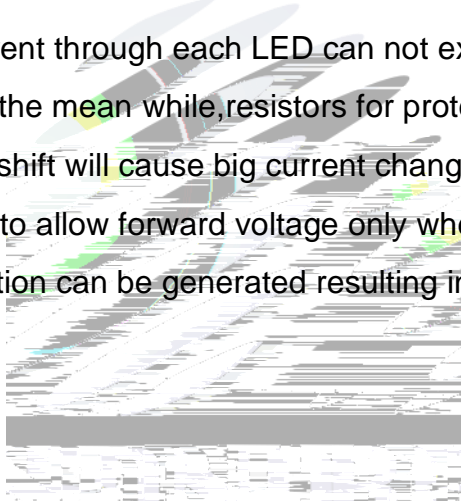 ent through each LED can not ex
the mean while,resistors for prote
shift will cause big current chang
to allow forward voltage only whe
tion can be generated resulting in